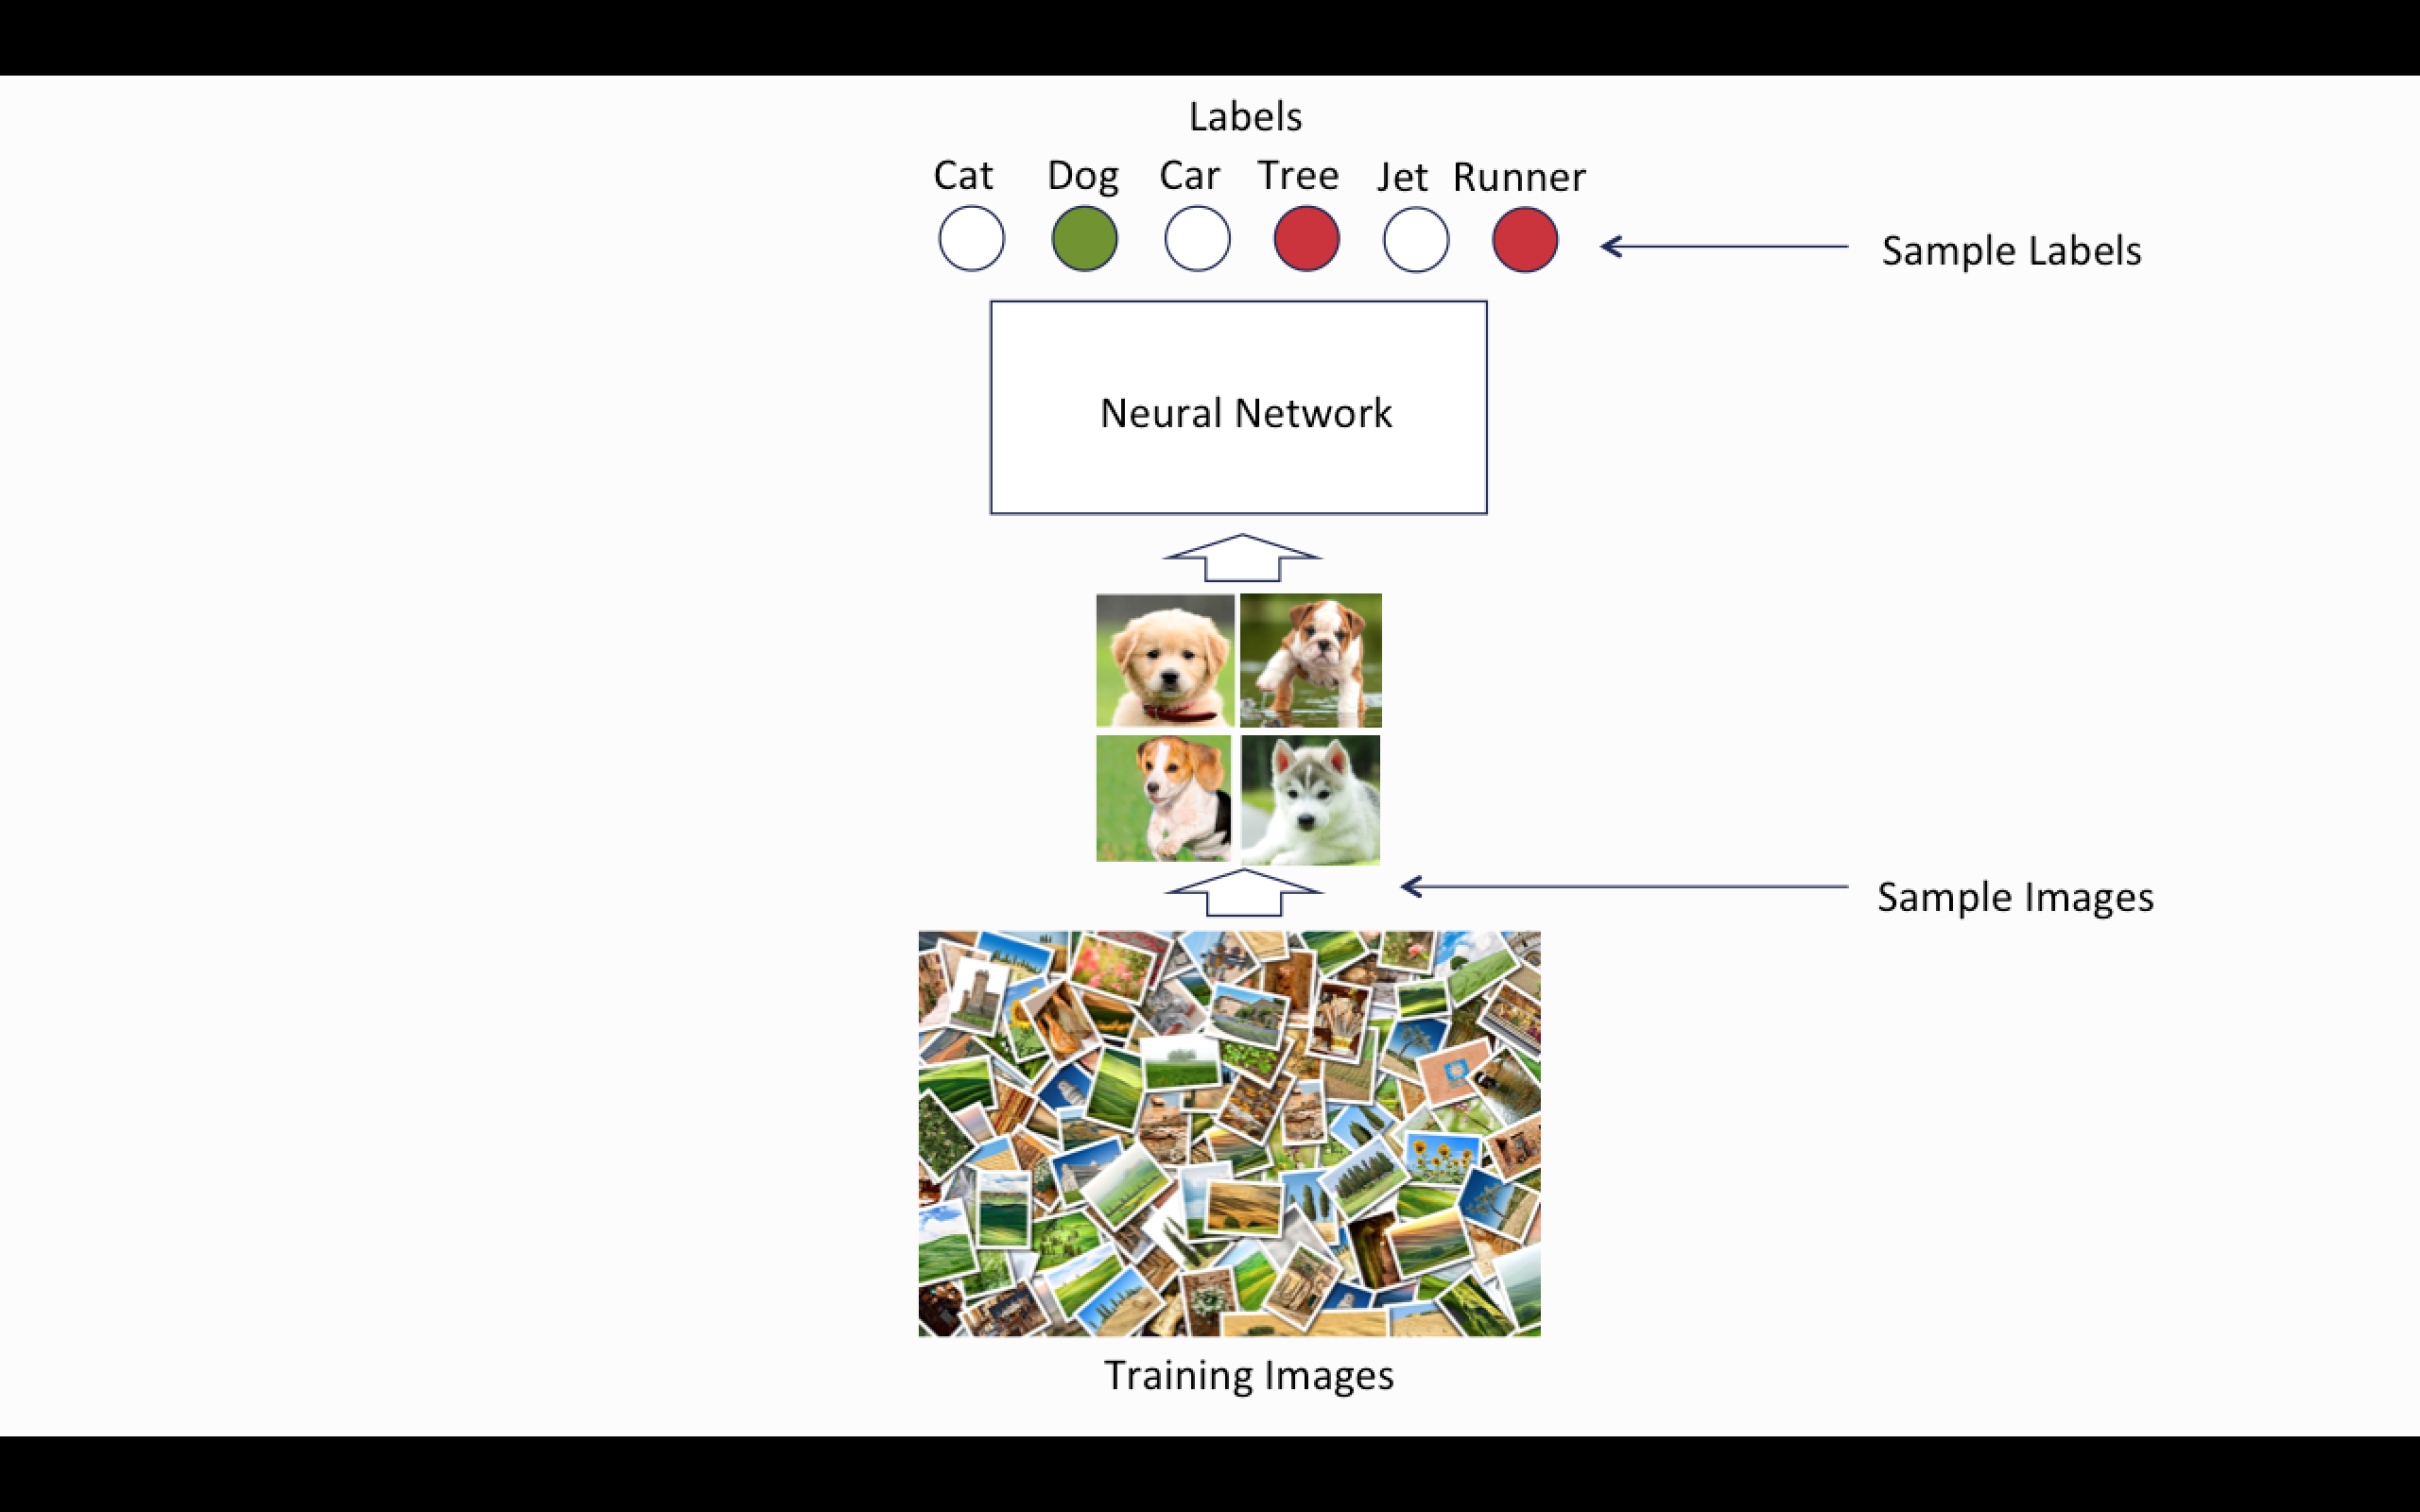 Labels
Cat Dog Car Tree Jet Runner
Sample Labels
Neural Network
Sample Images
Training Images